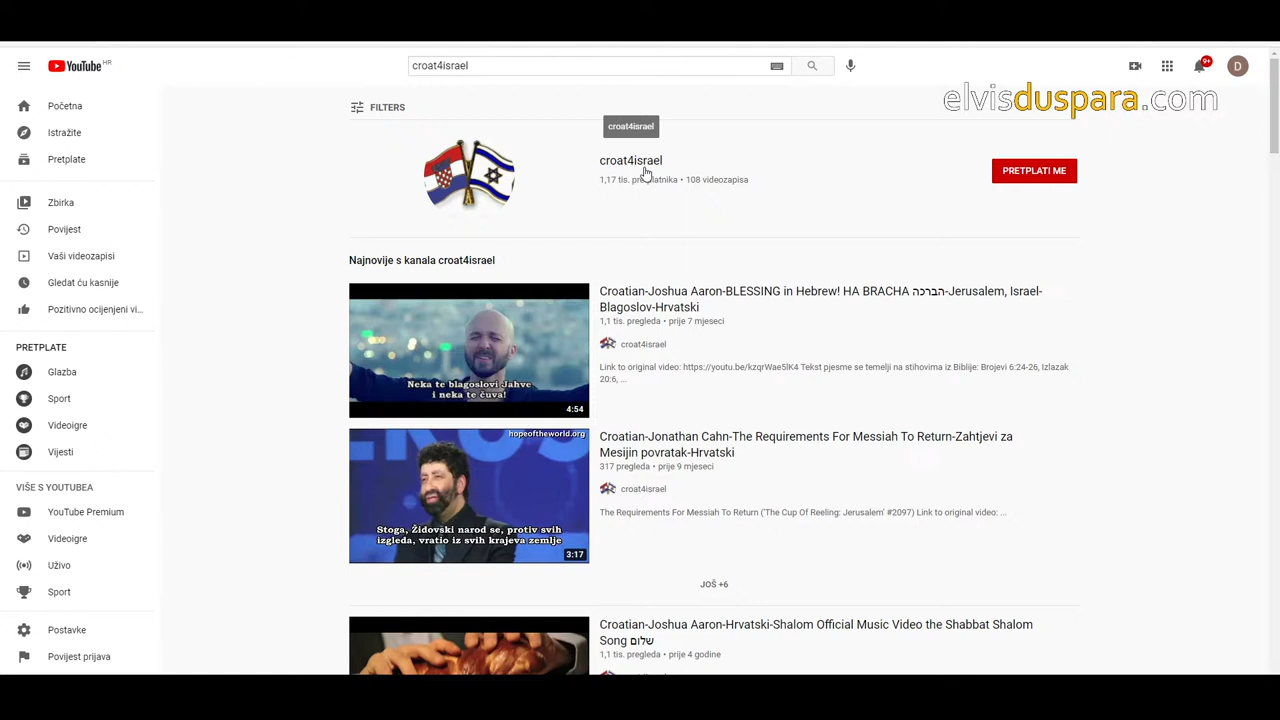 YouTube HR
croat4israel
9+
D
elvisduspara.com
Početna
Istražite
Pretplate
Zbirka
Povijest
Vaši videozapisi
Gledat ću kasnije
Pozitivno ocijenjeni vi...
PRETPLATE
Glazba
Sport
Videoigre
Vijesti
VIŠE S YOUTUBEA
YouTube Premium
Videoigre
Uživo
Sport
Postavke
Povijest prijava
FILTERS
croat4israel
croat4israel
1,17 tis. pretplatnika • 108 videozapisa
PRETPLATI ME
Najnovije s kanala croat4israel
Neka te blagoslovi Jahve
i neka te čuva!
4:54
Croatian-Joshua Aaron-BLESSING in Hebrew! HA BRACHA הברכה-Jerusalem, Israel-
Blagoslov-Hrvatski
1,1 tis. pregleda • prije 7 mjeseci
croat4israel
Link to original video: https://youtu.be/kzqrWae5lK4 Tekst pjesme se temelji na stihovima iz Biblije: Brojevi 6:24-26, Izlazak
20:6, ...
hopeoftheworld.org
Stoga, Židovski narod se, protiv svih
izgleda, vratio iz svih krajeva zemlje
3:17
Croatian-Jonathan Cahn-The Requirements For Messiah To Return-Zahtjevi za
Mesijin povratak-Hrvatski
317 pregleda • prije 9 mjeseci
croat4israel
The Requirements For Messiah To Return ('The Cup Of Reeling: Jerusalem' #2097) Link to original video: ...
JOŠ +6
Croatian-Joshua Aaron-Hrvatski-Shalom Official Music Video the Shabbat Shalom
Song שלום
1,1 tis. pregleda • prije 4 godine